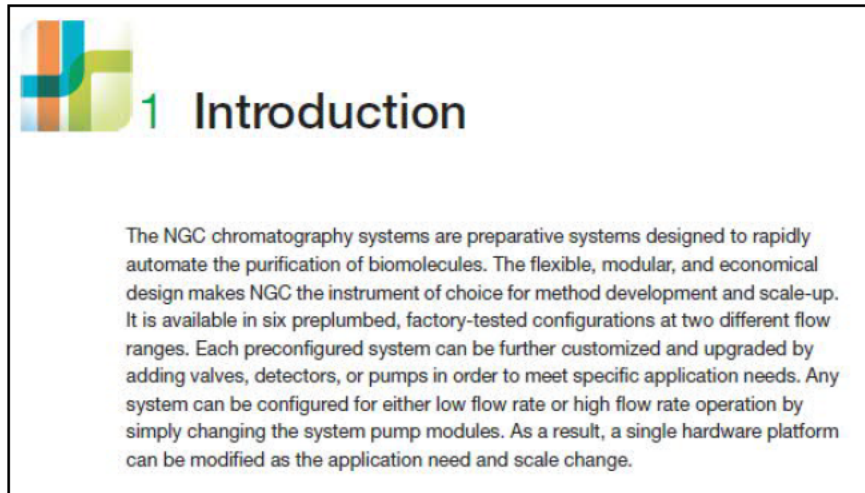 1 Introduction
The NGC chromatography systems are preparative systems designed to rapidly
automate the purification of biomolecules. The flexible, modular, and economical
design makes NGC the instrument of choice for method development and scale-up.
It is available in six preplumbed, factory-tested configurations at two different flow
ranges. Each preconfigured system can be further customized and upgraded by
adding valves, detectors, or pumps in order to meet specific application needs. Any
system can be configured for either low flow rate or high flow rate operation by
simply changing the system pump modules. As a result, a single hardware platform
can be modified as the application need and scale change.